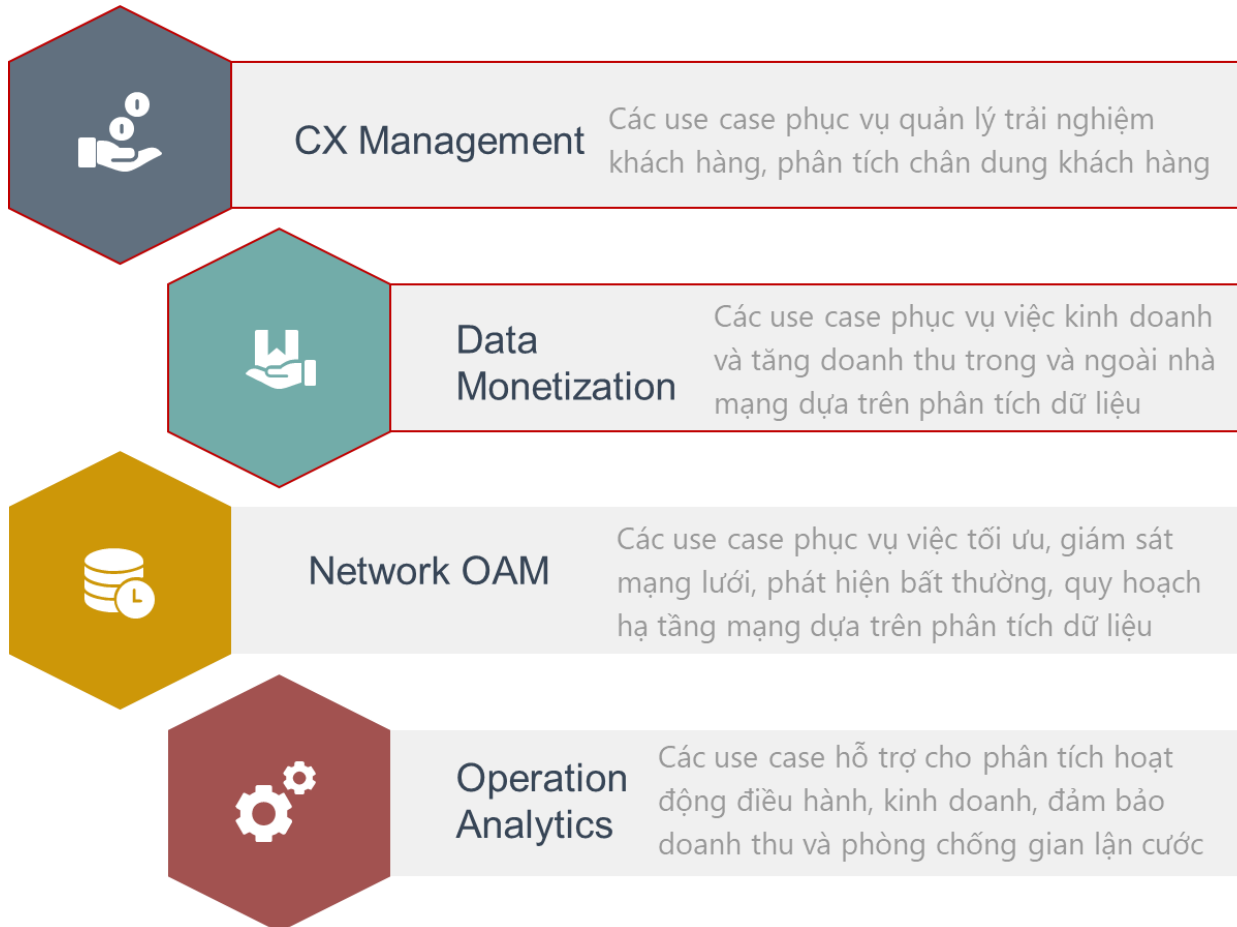 CX Management
Các use case phục vụ quản lý trải nghiệm
khách hàng, phân tích chân dung khách hàng
Data
Monetization
Các use case phục vụ việc kinh doanh
và tăng doanh thu trong và ngoài nhà
mạng dựa trên phân tích dữ liệu
Network OAM
Các use case phục vụ việc tối ưu, giám sát
mạng lưới, phát hiện bất thường, quy hoạch
hạ tầng mạng dựa trên phân tích dữ liệu
Operation
Analytics
Các use case hỗ trợ cho phân tích hoạt
động điều hành, kinh doanh, đảm bảo
doanh thu và phòng chống gian lận cước